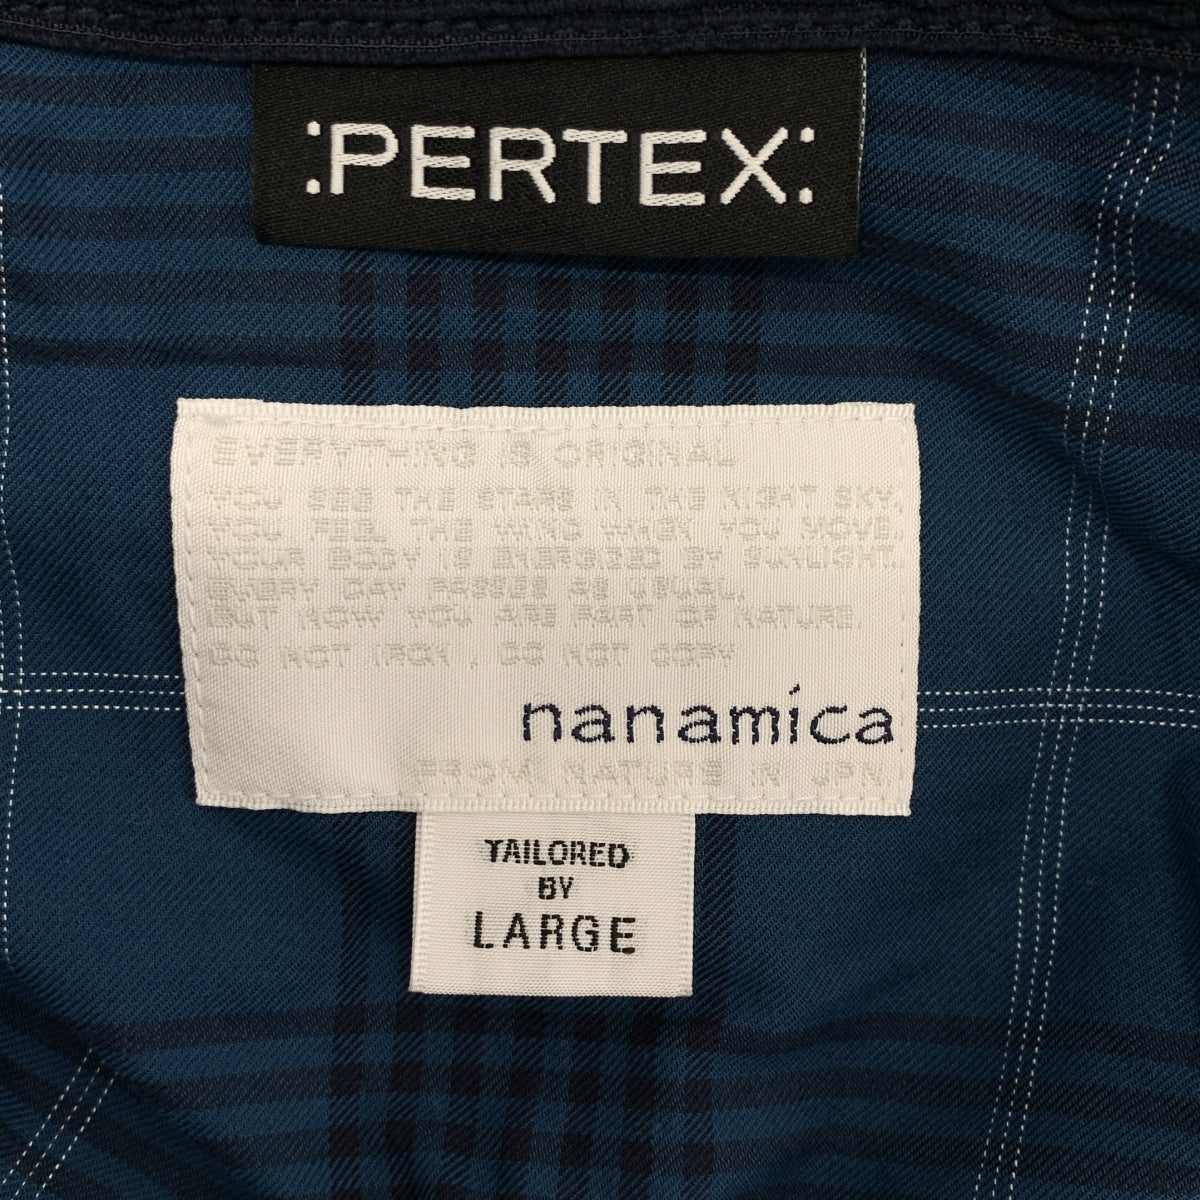 :PERTEX:
EVERYTHING IS ORIGINAL
YOU SEE THE STARS IN THE NIGHT SKY,
YOU FEEL THE WIND WHEN YOU MOVE,
YOUR BODY IS ENERGIZED BY SUNLIGHT.
EVERY DAY PASSES AS USUAL,
BUT NOW YOU ARE PART OF NATURE.
DO NOT IRON, DO NOT COPY
nanamica
FROM NATURE IN JPN
TAILORED
BY
LARGE